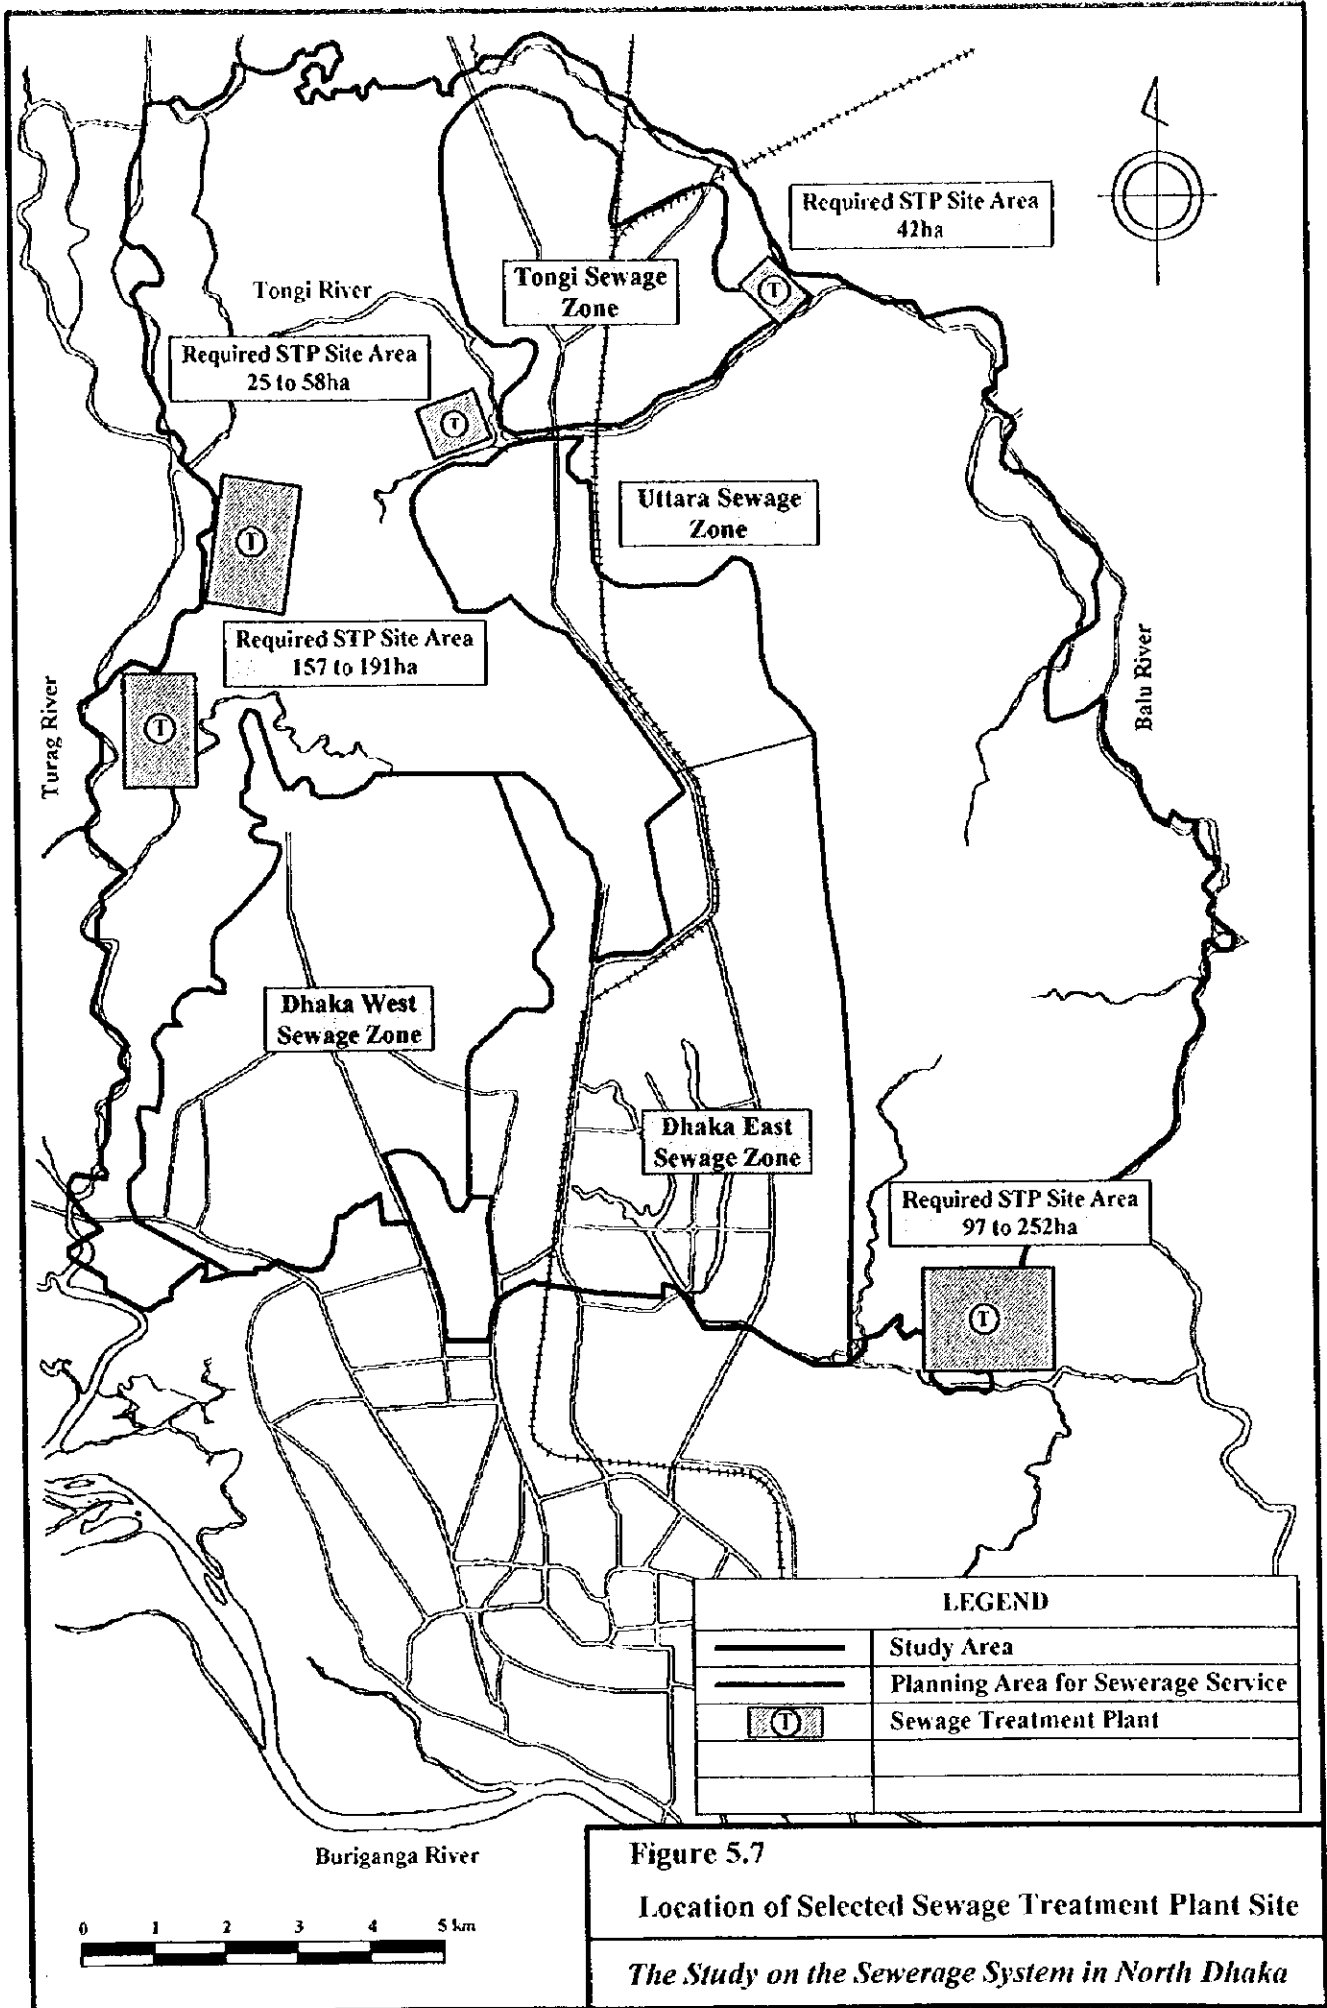 Required STP Site Area
42ha
Tongi Sewage
Zone
T
Tongi River
Required STP Site Area
25 to 58ha
T
Uttara Sewage
Zone
T
Required STP Site Area
157 to 191ha
Turag River
T
Balu River
Dhaka West
Sewage Zone
Dhaka East
Sewage Zone
Required STP Site Area
97 to 252ha
T
LEGEND
Study Area
Planning Area for Sewerage Service
T
Sewage Treatment Plant
Buriganga River
0 1 2 3 4 5 km
Figure 5.7
Location of Selected Sewage Treatment Plant Site
The Study on the Sewerage System in North Dhaka